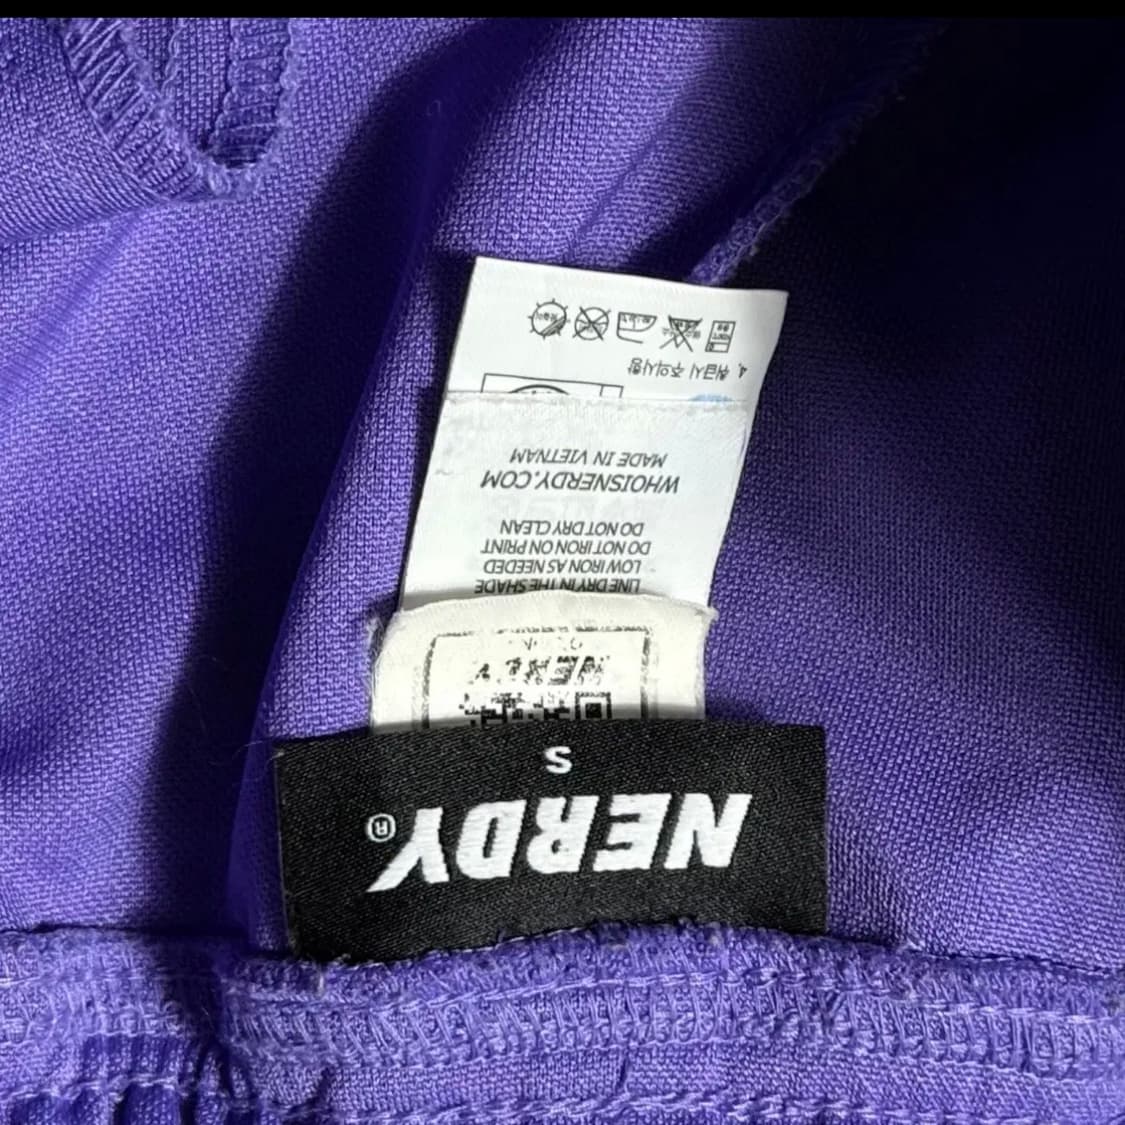 NERDY®
S
NERDY
LINE DRY IN THE SHADE
LOW IRON AS NEEDED
DO NOT IRON ON PRINT
DO NOT DRY CLEAN
WHOISNERDY.COM
MADE IN VIETNAM
4. 취급시 주의사항